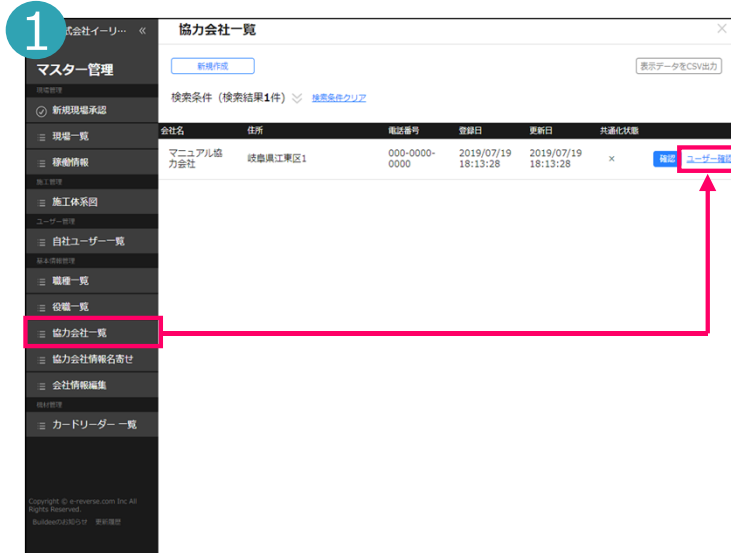 1
式会社イーリ… «
協力会社一覧
×
マスター管理
新規作成
表示データをCSV出力
現場管理
検索条件（検索結果1件） 検索条件クリア
新規現場承認
会社名 住所 電話番号 登録日 更新日 共通化状態
現場一覧
マニュアル協
力会社
岐阜県江東区1
000-0000-
0000
2019/07/19
18:13:28
2019/07/19
18:13:28
×
確認
ユーザー確認
稼働情報
施工管理
施工体系図
ユーザー管理
自社ユーザー一覧
基本情報管理
職種一覧
役職一覧
協力会社一覧
協力会社情報名寄せ
会社情報編集
機材管理
カードリーダー 一覧
Copyright © e-reverse.com Inc All
Rights Reserved.
Buildeeのお知らせ 更新履歴